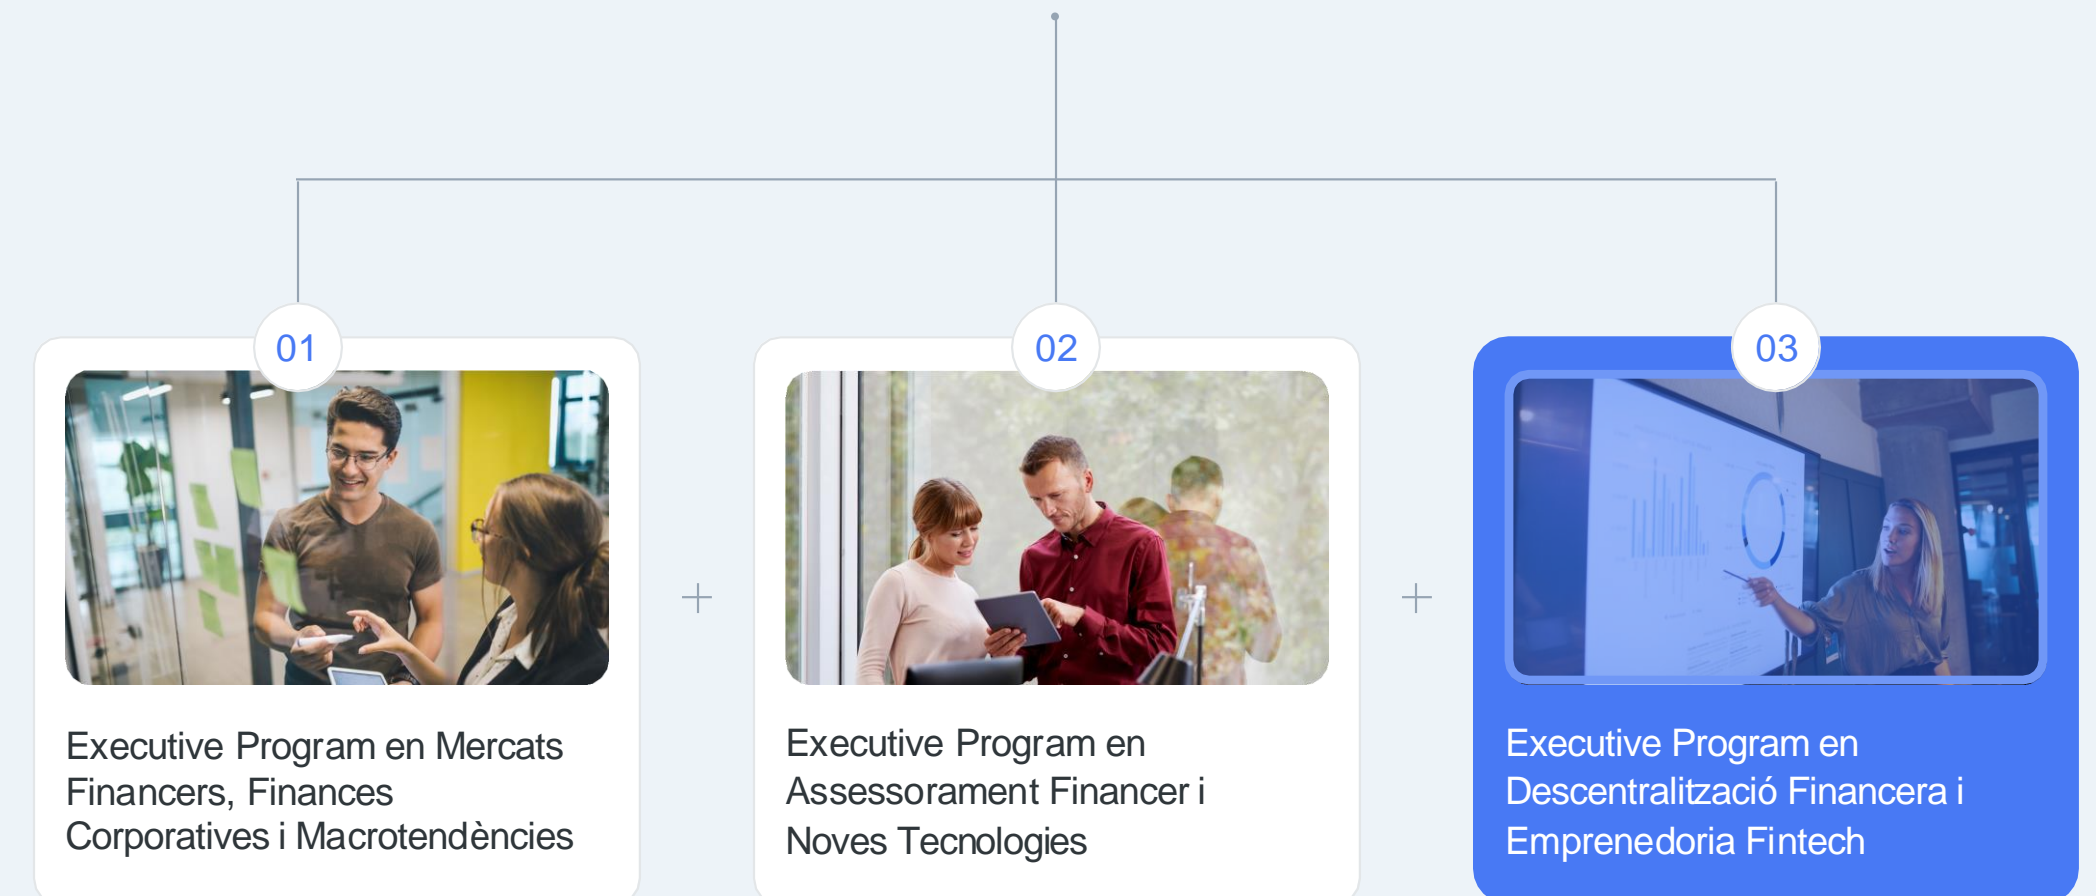 01
Executive Program en Mercats
Financers, Finances
Corporatives i Macrotendències
02
Executive Program en
Assessorament Financer i
Noves Tecnologies
03
Executive Program en
Descentralització Financera i
Emprenedoria Fintech